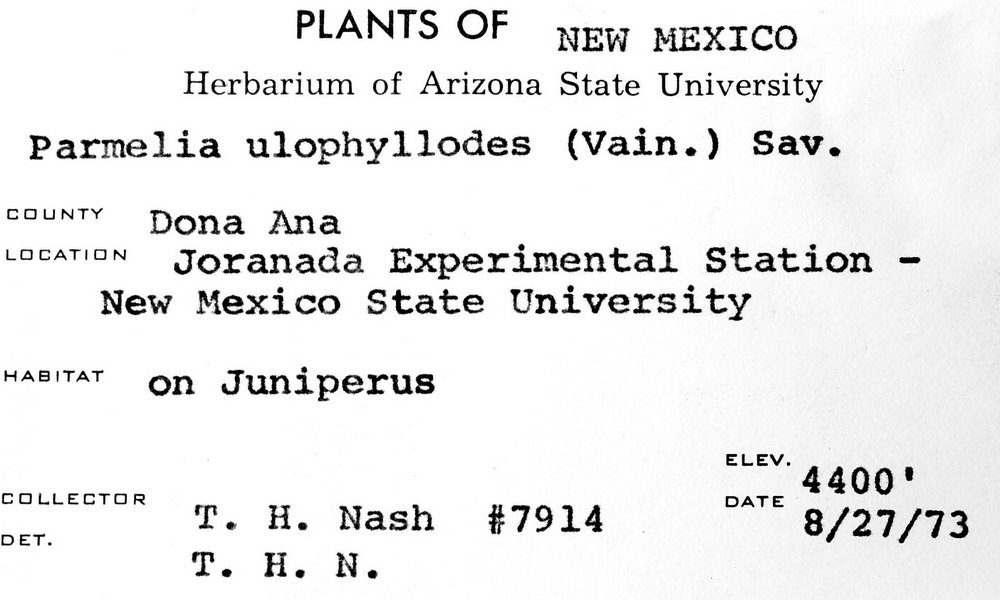 PLANTS OF NEW MEXICO
Herbarium of Arizona State University
Parmelia ulophyllodes (Vain.) Sav.
COUNTY Dona Ana
LOCATION Joranada Experimental Station -
New Mexico State University
HABITAT on Juniperus
ELEV. 4400'
DATE 8/27/73
COLLECTOR T. H. Nash #7914
DET. T. H. N.